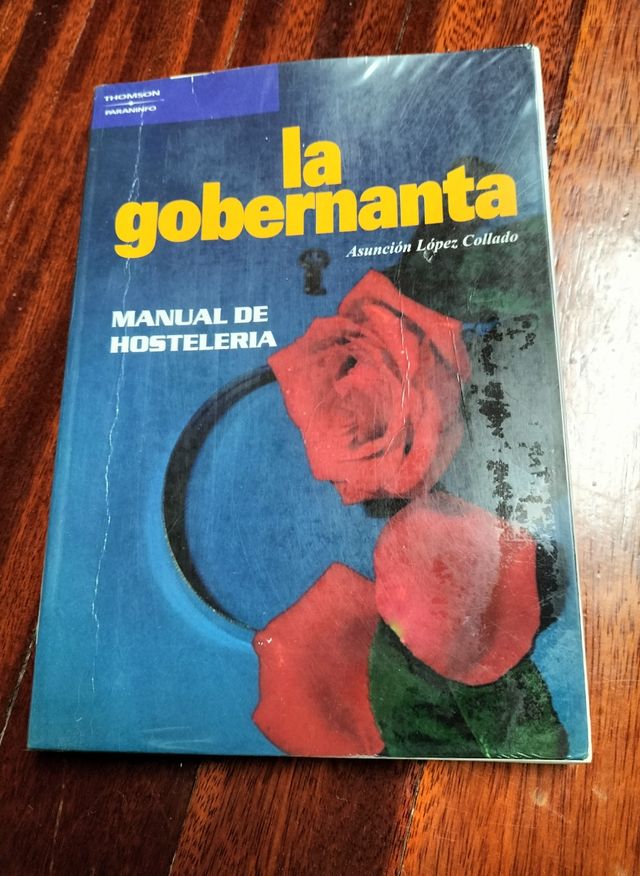 THOMSON
PARANINFO
la
gobernanta
Asunción López Collado
MANUAL DE
HOSTELERIA